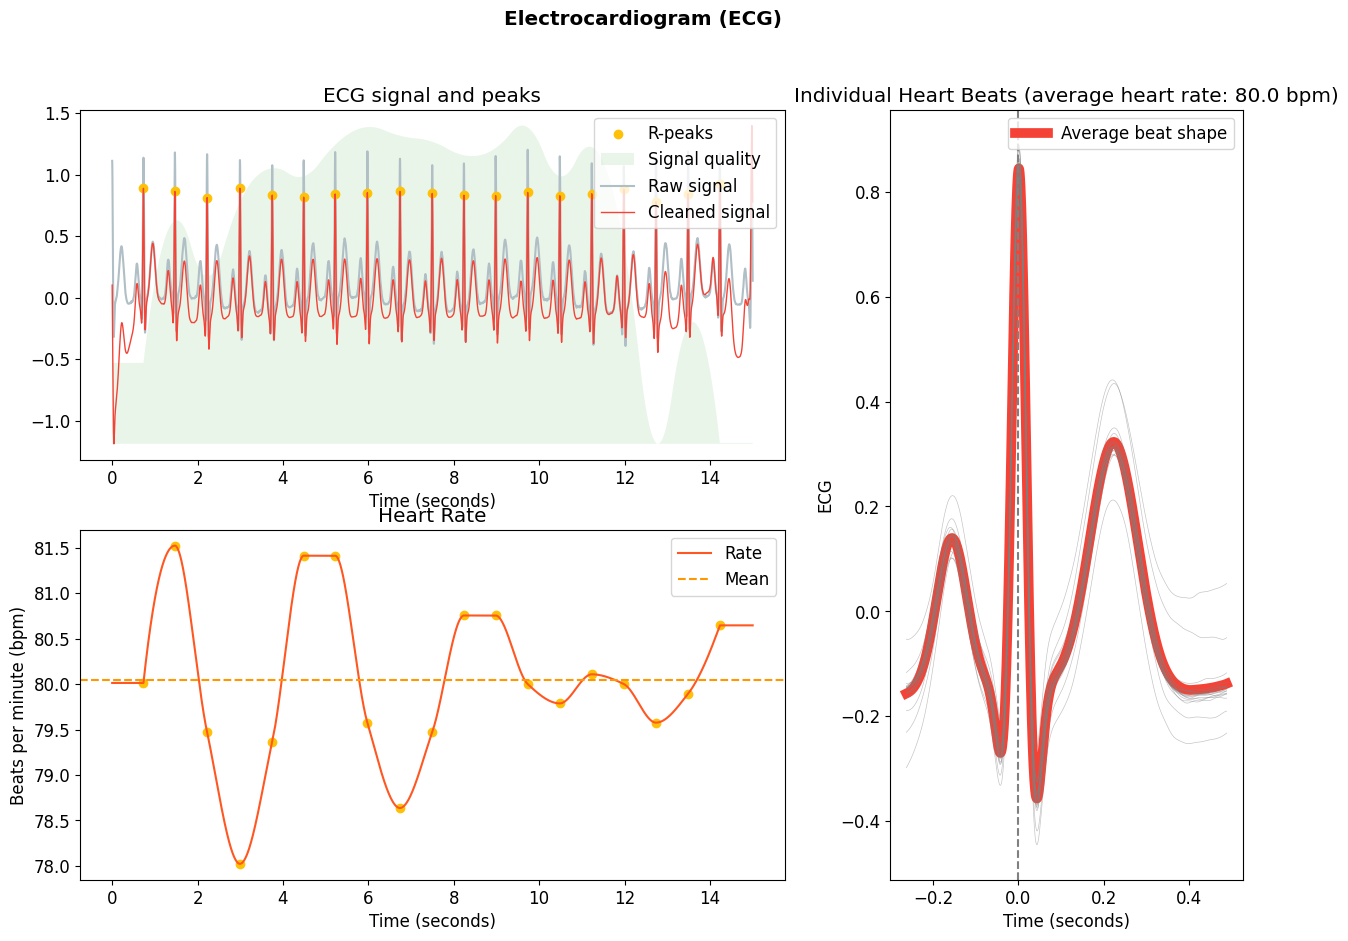 Electrocardiogram (ECG)
ECG signal and peaks
1.5
1.0
0.5
0.0
−0.5
−1.0
R-peaks
Signal quality
Raw signal
Cleaned signal
0 2 4 6 8 10 12 14
Time (seconds)
Heart Rate
81.5
81.0
80.5
80.0
79.5
79.0
78.5
78.0
Beats per minute (bpm)
Rate
Mean
0 2 4 6 8 10 12 14
Time (seconds)
Individual Heart Beats (average heart rate: 80.0 bpm)
Average beat shape
0.8
0.6
0.4
0.2
0.0
−0.2
−0.4
ECG
−0.2 0.0 0.2 0.4
Time (seconds)